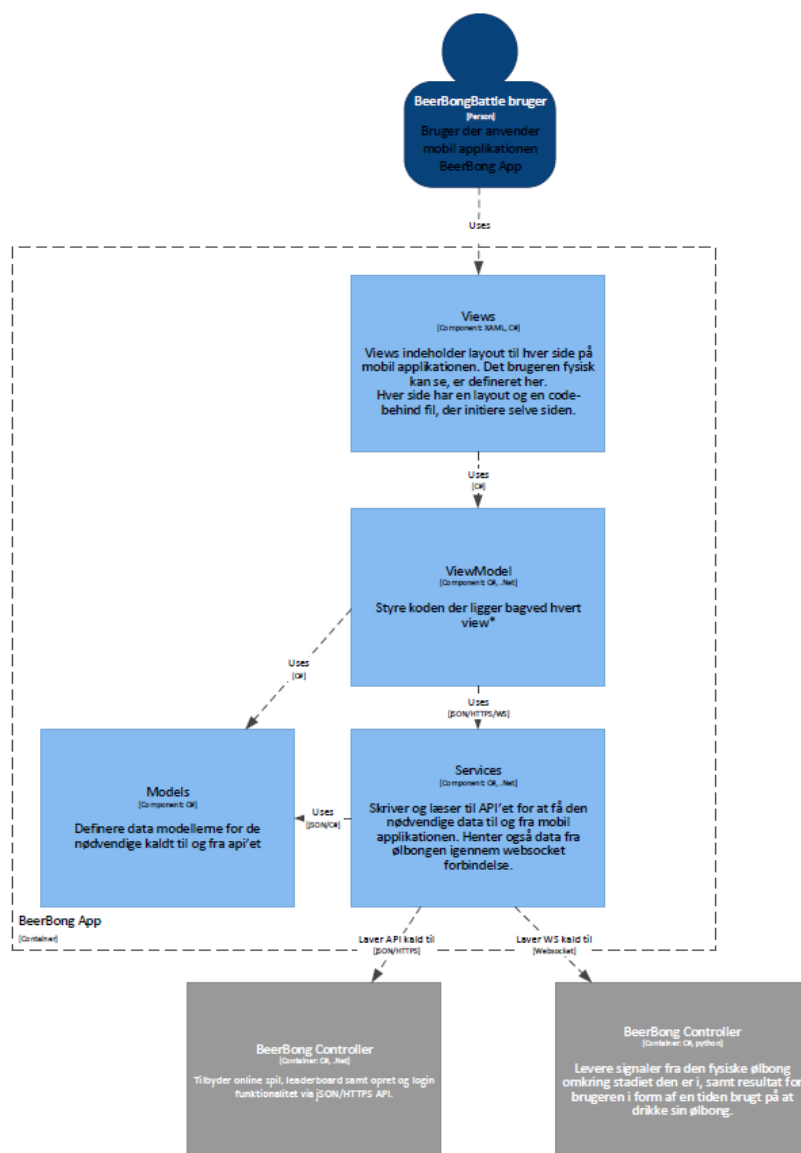 BeerBongBattle bruger
[Person]
Bruger der anvender
mobil applikationen
BeerBong App
Uses
Views
[Component: XAML, C#]
Views indeholder layout til hver side på
mobil applikationen. Det brugeren fysisk
kan se, er defineret her.
Hver side har en layout og en code-
behind fil, der initiere selve siden.
Uses
[C#]
ViewModel
[Component: C#, .Net]
Styre koden der ligger bagved hvert
view*
Uses
[C#]
Uses
[JSON/HTTPS/WS]
Models
[Component: C#]
Definere data modellerne for de
nødvendige kaldt til og fra api'et
Uses
[JSON/C#]
Services
[Component: C#, .Net]
Skriver og læser til API'et for at få den
nødvendige data til og fra mobil
applikationen. Henter også data fra
ølbongen igennem websocket
forbindelse.
BeerBong App
[Container]
Laver API kald til
[JSON/HTTPS]
Laver WS kald til
[Websocket]
BeerBong Controller
[Container: C#, .Net]
Tilbyder online spil, leaderboard samt opret og login
funktionalitet via jSON/HTTPS API.
BeerBong Controller
[Container: C#, python]
Levere signaler fra den fysiske ølbong
omkring stadiet den er i, samt resultat for
brugeren i form af en tiden brugt på at
drikke sin ølbong.